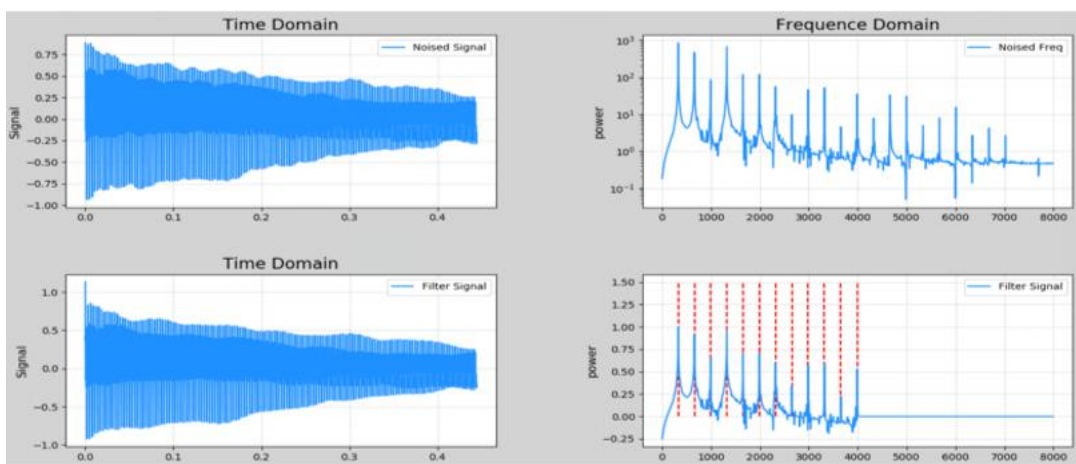 Time Domain
Noised Signal
Signal
0.75
0.50
0.25
0.00
−0.25
−0.50
−0.75
−1.00
0.0 0.1 0.2 0.3 0.4
Frequence Domain
Noised Freq
power
10³
10²
10¹
10⁰
10⁻¹
0 1000 2000 3000 4000 5000 6000 7000 8000
Time Domain
Filter Signal
Signal
1.0
0.5
0.0
−0.5
−1.0
0.0 0.1 0.2 0.3 0.4
Filter Signal
power
1.50
1.25
1.00
0.75
0.50
0.25
0.00
−0.25
0 1000 2000 3000 4000 5000 6000 7000 8000